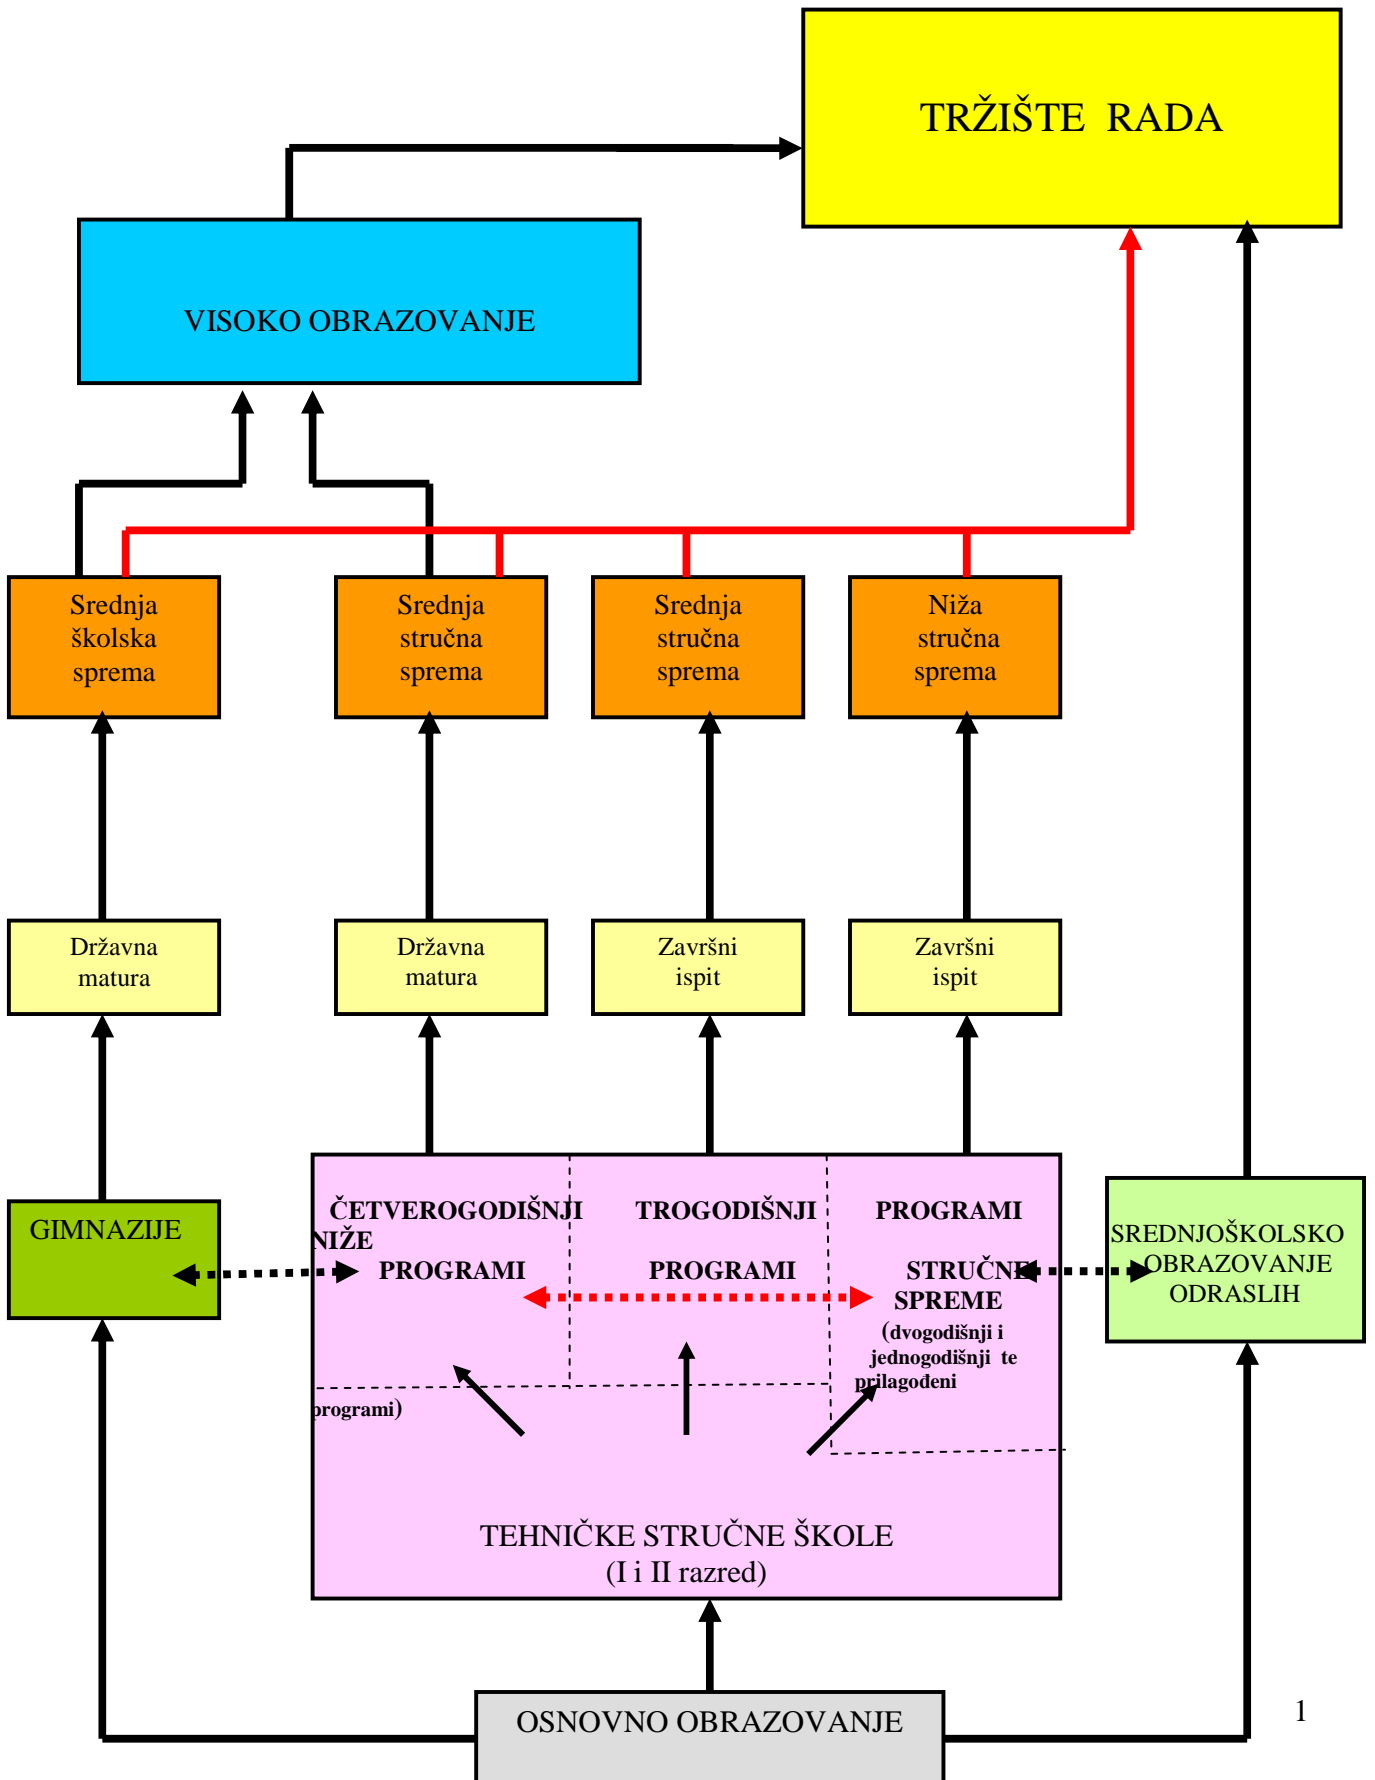 TRŽIŠTE RADA
VISOKO OBRAZOVANJE
Srednja
školska
sprema
Srednja
stručna
sprema
Srednja
stručna
sprema
Niža
stručna
sprema
Državna
matura
Državna
matura
Završni
ispit
Završni
ispit
GIMNAZIJE
ČETVEROGODIŠNJI TROGODIŠNJI PROGRAMI
NIŽE
PROGRAMI PROGRAMI STRUČNE
SPREME
(dvogodišnji i
jednogodišnji te
prilagođeni
programi)
TEHNIČKE STRUČNE ŠKOLE
(I i II razred)
SREDNJOŠKOLSKO
OBRAZOVANJE
ODRASLIH
OSNOVNO OBRAZOVANJE
1